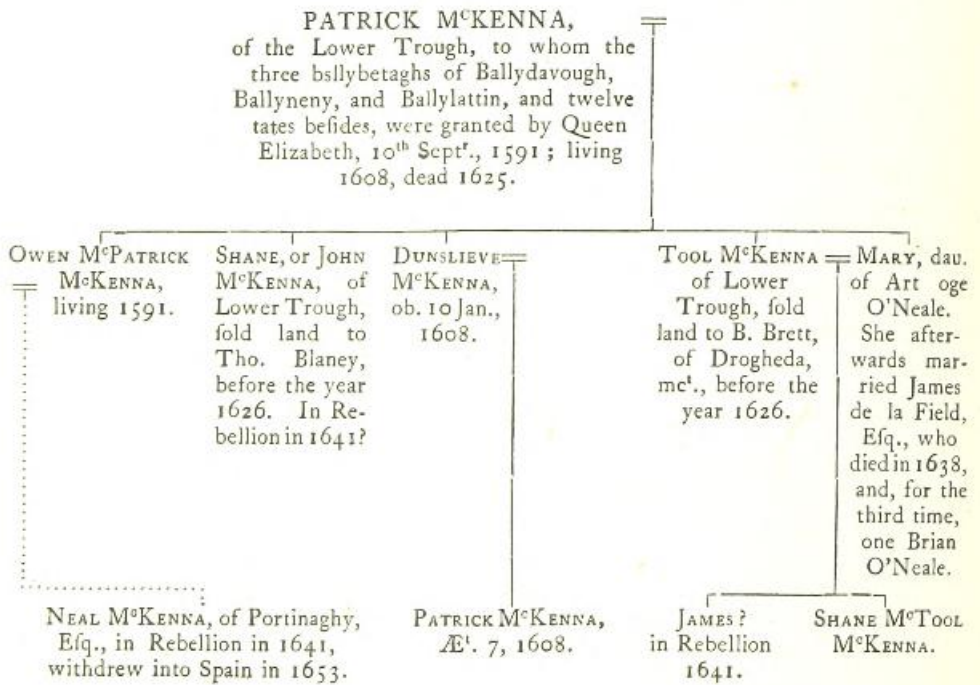 PATRICK McKENNA,
of the Lower Trough, to whom the
three bsllybetaghs of Ballydavough,
Ballyneny, and Ballylattin, and twelve
tates beſides, were granted by Queen
Elizabeth, 10th Septr., 1591 ; living
1608, dead 1625.
OWEN McPATRICK
McKENNA,
living 1591.
SHANE, or JOHN
McKENNA, of
Lower Trough,
ſold land to
Tho. Blaney,
before the year
1626. In Re-
bellion in 1641?
DUNSLIEVE
McKENNA,
ob. 10 Jan.,
1608.
TOOL McKENNA
of Lower
Trough, ſold
land to B. Brett,
of Drogheda,
mct., before the
year 1626.
MARY, dau.
of Art oge
O'Neale.
She after-
wards mar-
ried James
de la Field,
Eſq., who
died in 1638,
and, for the
third time,
one Brian
O'Neale.
NEAL McKENNA, of Portinaghy,
Eſq., in Rebellion in 1641,
withdrew into Spain in 1653.
PATRICK McKENNA,
Æt. 7, 1608.
JAMES ?
in Rebellion
1641.
SHANE McTOOL
McKENNA.